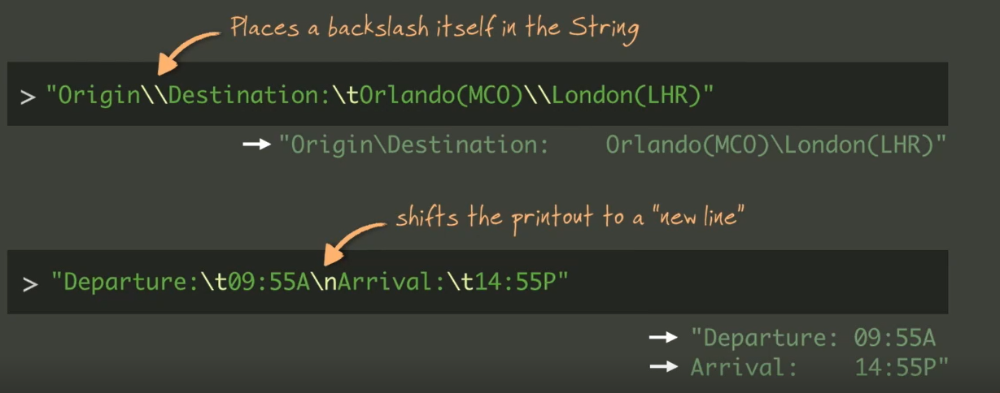 Places a backslash itself in the String
> "Origin\\Destination:\tOrlando(MCO)\\London(LHR)"
→ "Origin\Destination:    Orlando(MCO)\London(LHR)"
shifts the printout to a "new line"
> "Departure:\t09:55A\nArrival:\t14:55P"
→ "Departure: 09:55A
→ Arrival:    14:55P"